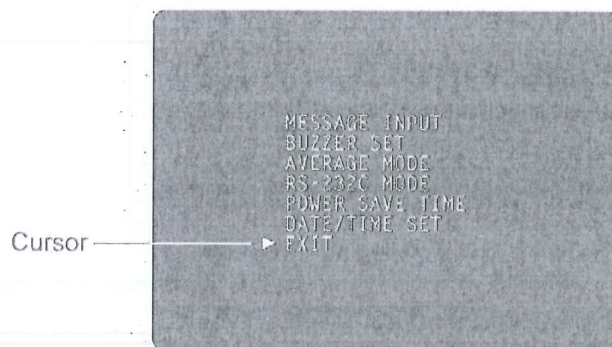 MESSAGE INPUT
BUZZER SET
AVERAGE MODE
RS-232C MODE
POWER SAVE TIME
DATE/TIME SET
Cursor EXIT